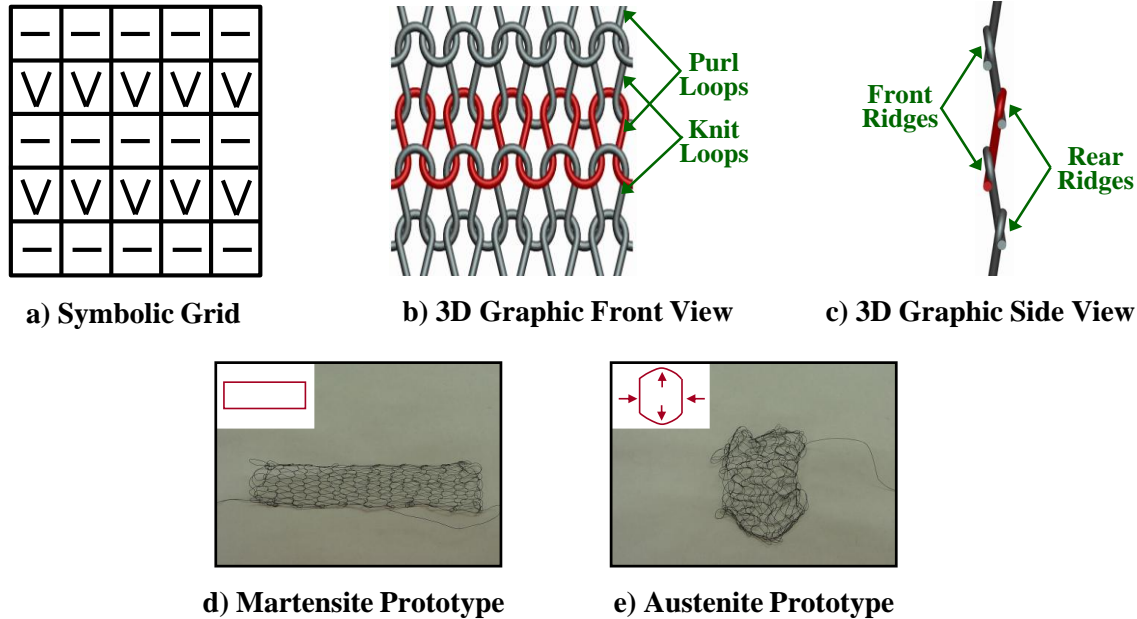 Purl
Loops
Knit
Loops
Front
Ridges
Rear
Ridges
a) Symbolic Grid
b) 3D Graphic Front View
c) 3D Graphic Side View
d) Martensite Prototype
e) Austenite Prototype